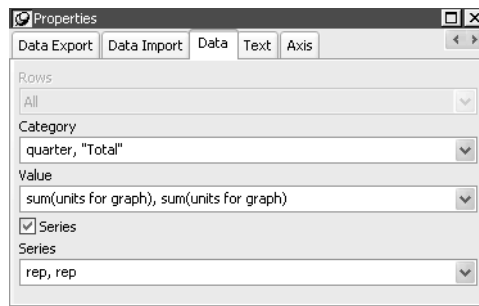 Properties
Data Export Data Import Data Text Axis
Rows
All
Category
quarter, "Total"
Value
sum(units for graph), sum(units for graph)
Series
Series
rep, rep